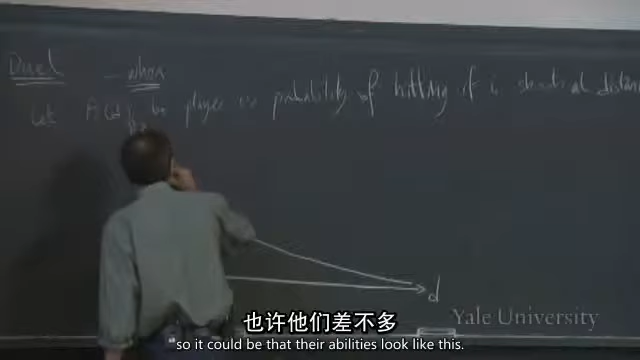 Duel - when
Let be player i's probability of hitting if i shoots at distance
d
Yale University
也许他们差不多
"so it could be that their abilities look like this.